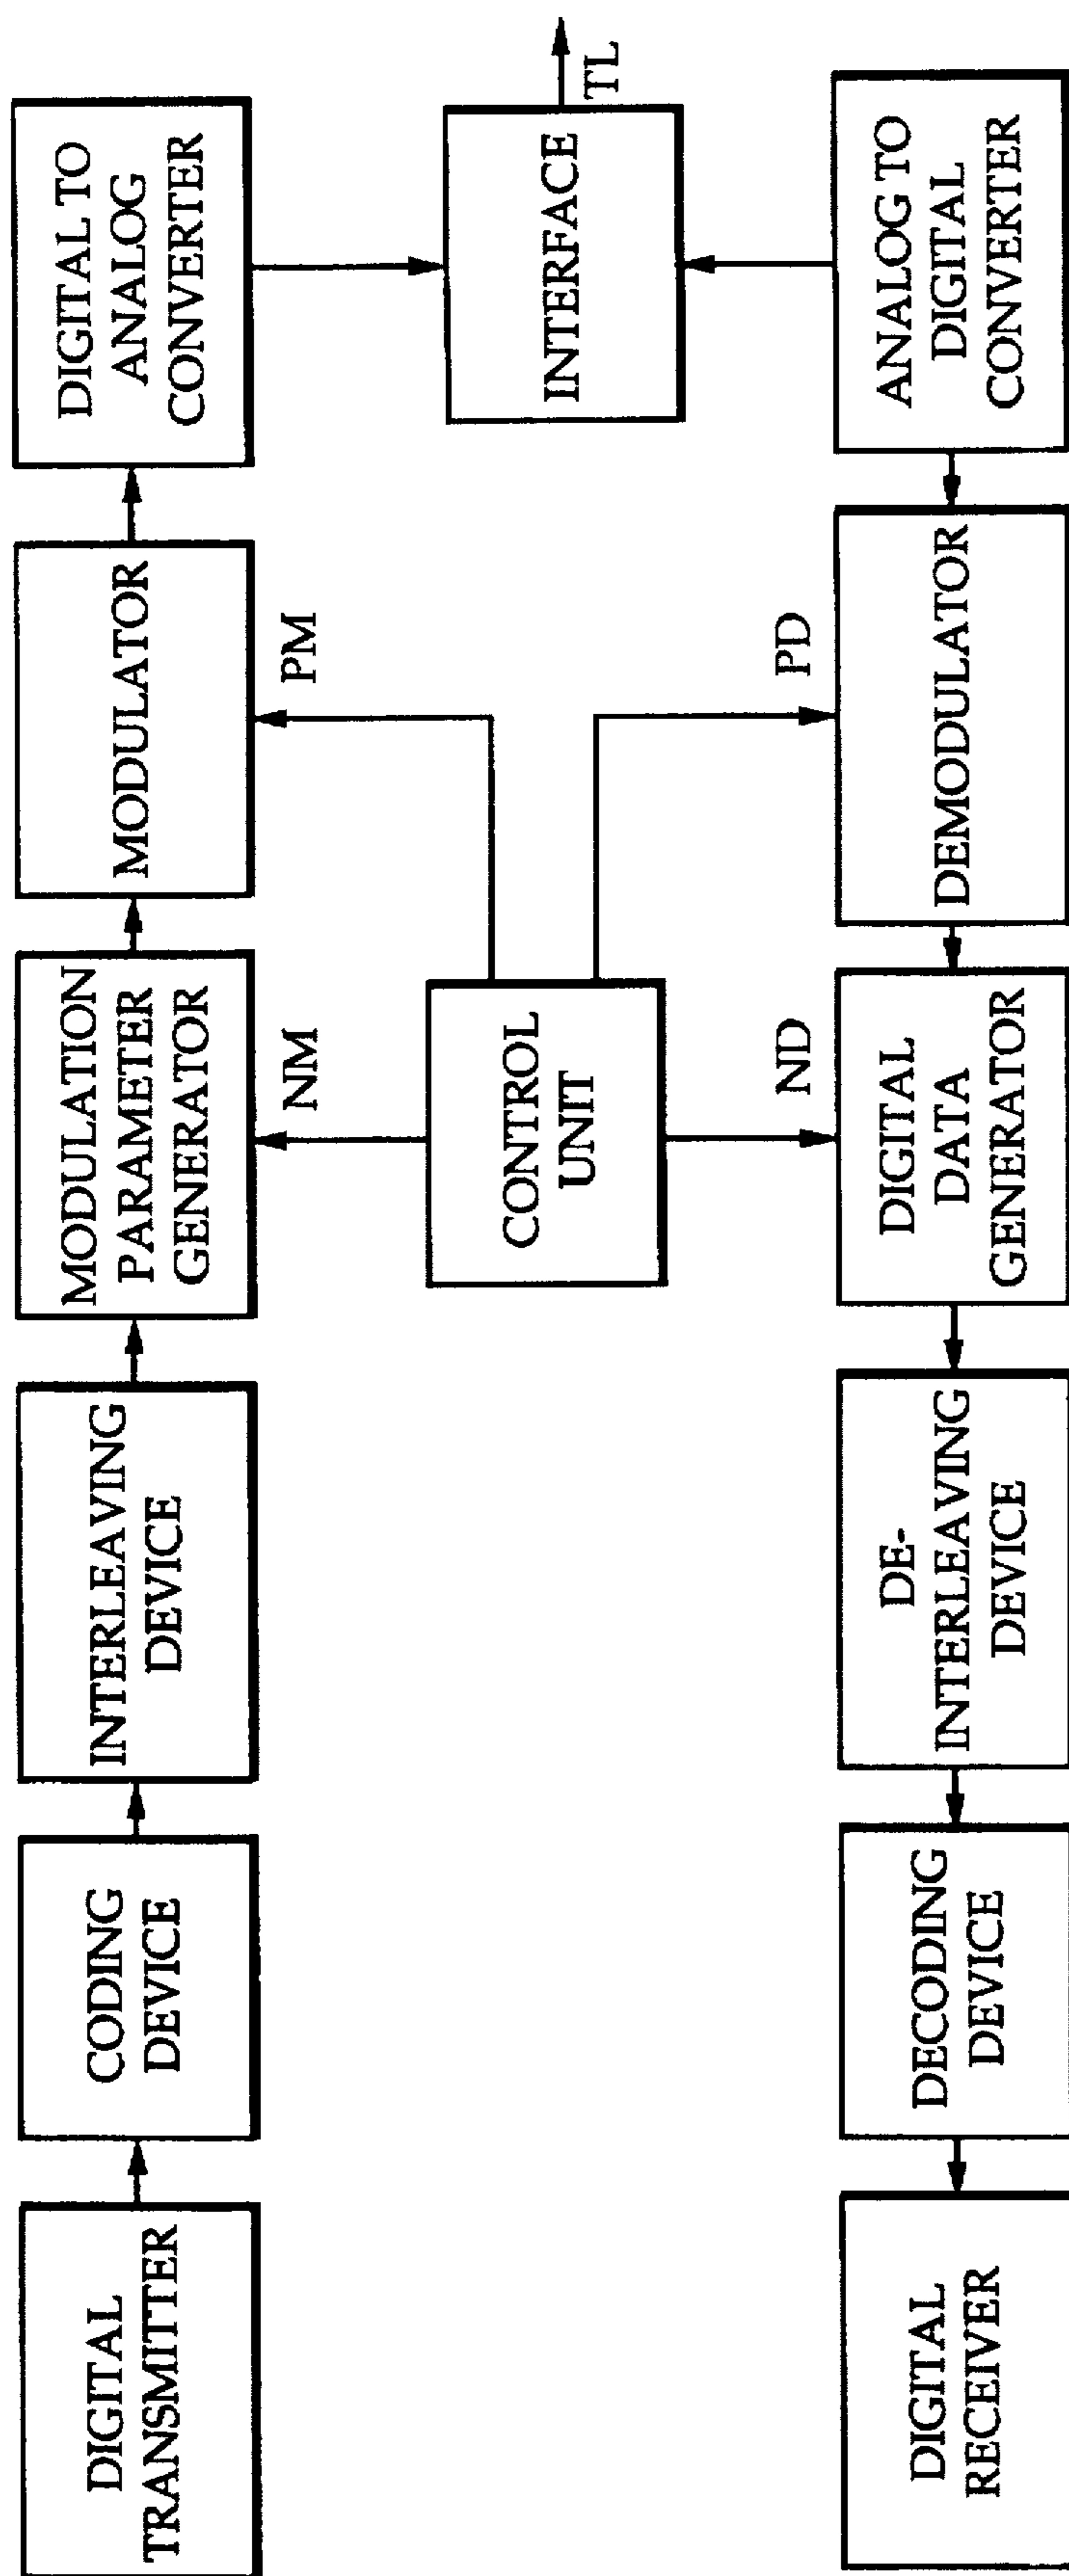 DIGITAL
TRANSMITTER
CODING
DEVICE
INTERLEAVING
DEVICE
MODULATION
PARAMETER
GENERATOR
MODULATOR
DIGITAL TO
ANALOG
CONVERTER
NM
PM
CONTROL
UNIT
INTERFACE
TL
ND
PD
DIGITAL
RECEIVER
DECODING
DEVICE
DE-
INTERLEAVING
DEVICE
DIGITAL
DATA
GENERATOR
DEMODULATOR
ANALOG TO
DIGITAL
CONVERTER